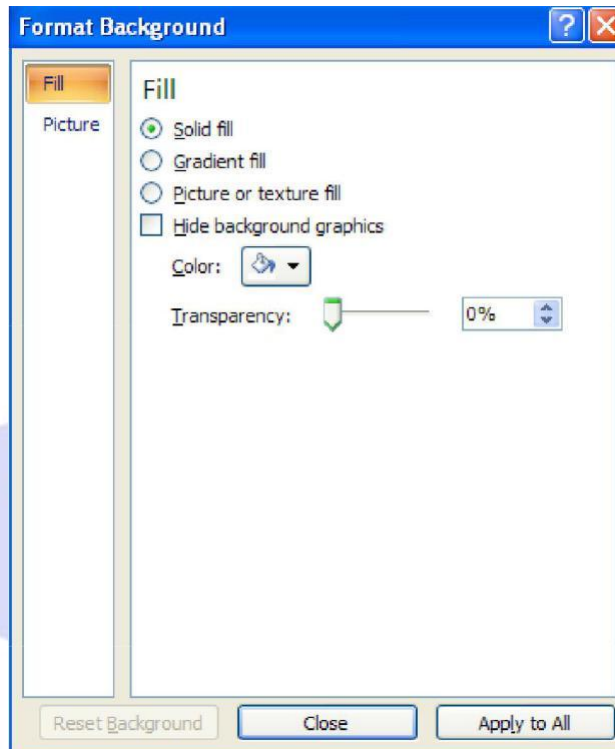 Format Background
Fill
Picture
Fill
Solid fill
Gradient fill
Picture or texture fill
Hide background graphics
Color:
Transparency: 0%
Reset Background Close Apply to All